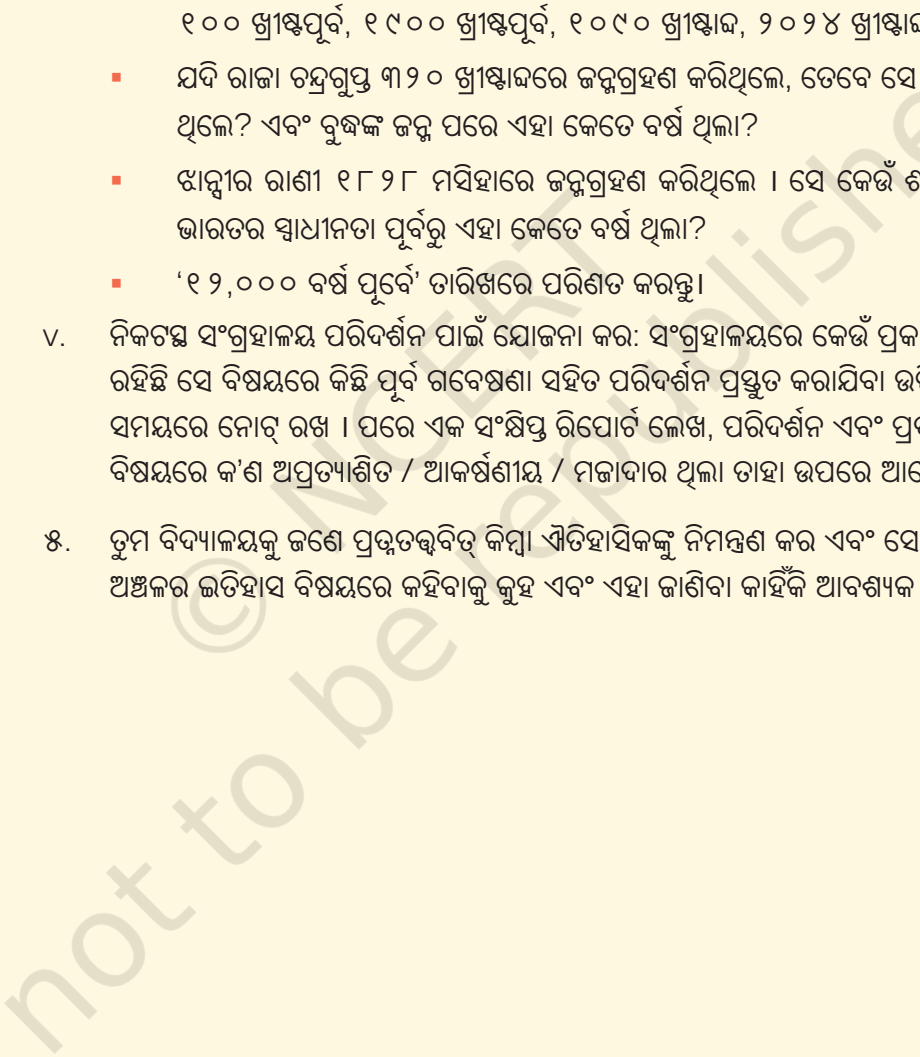 ୧୦୦ ଖ୍ରୀଷ୍ଟପୂର୍ବ, ୧୯୦୦ ଖ୍ରୀଷ୍ଟପୂର୍ବ, ୧୦୯୦ ଖ୍ରୀଷ୍ଟାବ୍ଦ, ୨୦୨୪
▪ ଯଦି ରାଜା ଚନ୍ଦ୍ରଗୁପ୍ତ ୩୨୦ ଖ୍ରୀଷ୍ଟାବ୍ଦରେ ଜନ୍ମଗ୍ରହଣ କରିଥିଲେ, ତେବେ ସେ
ଥିଲେ? ଏବଂ ବୁଦ୍ଧଙ୍କ ଜନ୍ମ ପରେ ଏହା କେତେ ବର୍ଷ ଥିଲା?
▪ ଝାନ୍ସୀର ରାଣୀ ୧୮୨୮ ମସିହାରେ ଜନ୍ମଗ୍ରହଣ କରିଥିଲେ । ସେ କେଉଁ
ଭାରତର ସ୍ୱାଧୀନତା ପୂର୍ବରୁ ଏହା କେତେ ବର୍ଷ ଥିଲା?
▪ ‘୧୨,୦୦୦ ବର୍ଷ ପୂର୍ବେ’ ତାରିଖରେ ପରିଣତ କରନ୍ତୁ।
v. ନିକଟସ୍ଥ ସଂଗ୍ରହାଳୟ ପରିଦର୍ଶନ ପାଇଁ ଯୋଜନା କର: ସଂଗ୍ରହାଳୟରେ କେଉଁ
ରହିଛି ସେ ବିଷୟରେ କିଛି ପୂର୍ବ ଗବେଷଣା ସହିତ ପରିଦର୍ଶନ ପ୍ରସ୍ତୁତ କରାଯିବା
ସମୟରେ ନୋଟ୍ ରଖ । ପରେ ଏକ ସଂକ୍ଷିପ୍ତ ରିପୋର୍ଟ ଲେଖ, ପରିଦର୍ଶନ ଏବଂ
ବିଷୟରେ କ’ଣ ଅପ୍ରତ୍ୟାଶିତ / ଆକର୍ଷଣୀୟ / ମଜାଦାର ଥିଲା ତାହା ଉପରେ
୫. ତୁମ ବିଦ୍ୟାଳୟକୁ ଜଣେ ପ୍ରତ୍ନତତ୍ତ୍ୱବିତ୍ କିମ୍ବା ଐତିହାସିକଙ୍କୁ ନିମନ୍ତ୍ରଣ କର ଏବଂ
ଅଞ୍ଚଳର ଇତିହାସ ବିଷୟରେ କହିବାକୁ କୁହ ଏବଂ ଏହା ଜାଣିବା କାହିଁକି ଆବଶ୍ୟକ
© NCERT
not to be republished